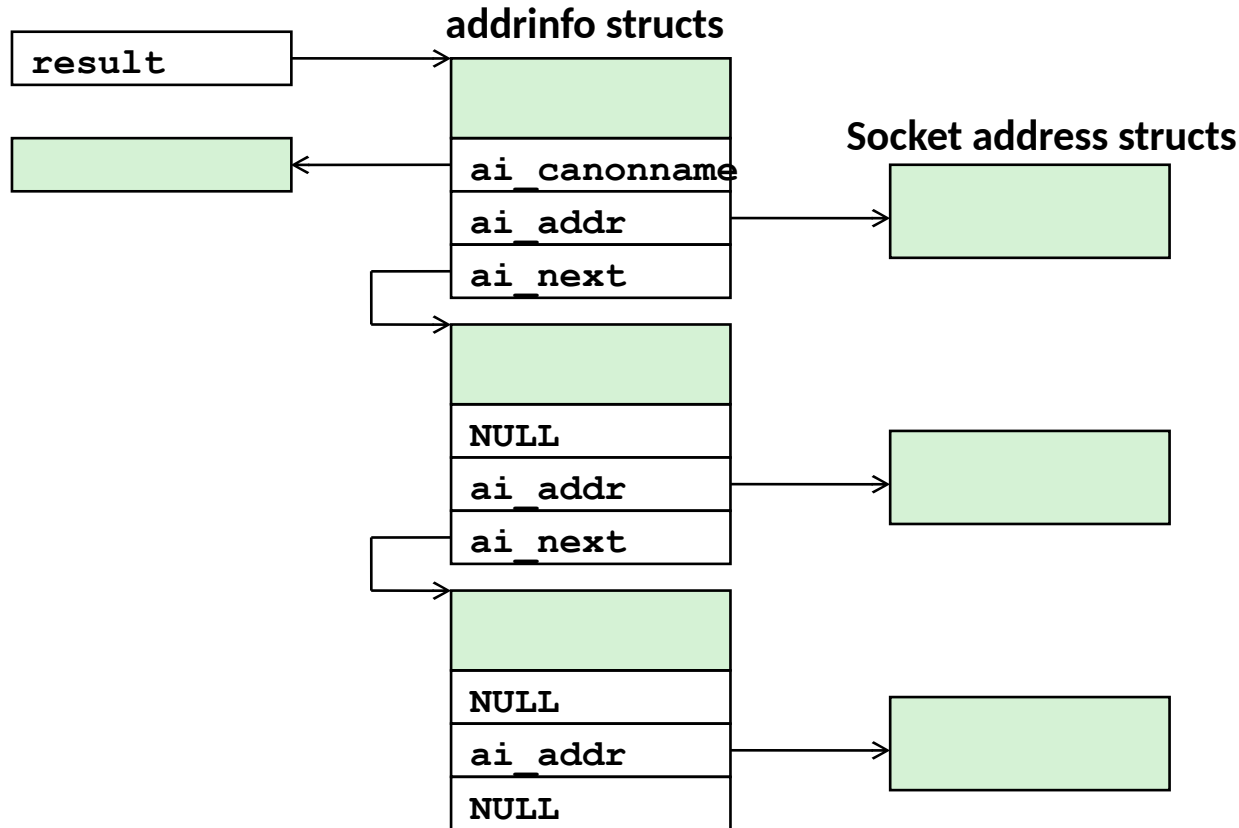 addrinfo structs
result
Socket address structs
ai_canonname
ai_addr
ai_next
NULL
ai_addr
ai_next
NULL
ai_addr
NULL